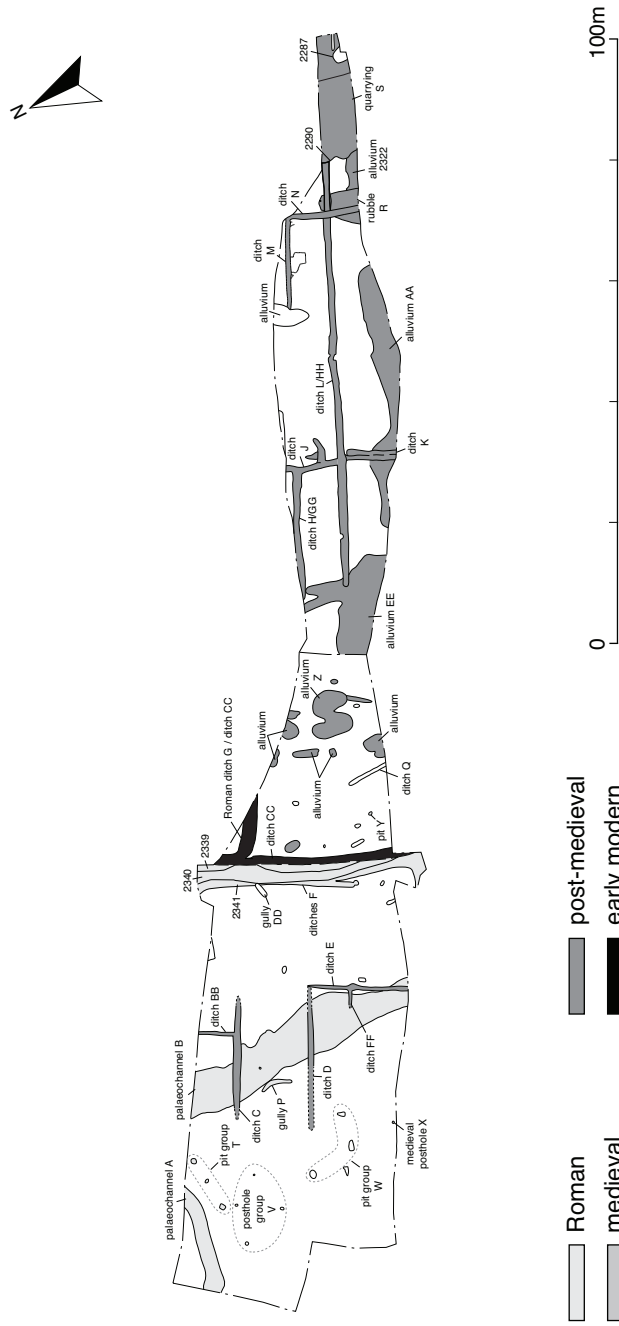 N
2287
quarrying
S
2290
alluvium
2322
ditch
N
rubble
R
ditch
M
alluvium
alluvium AA
ditch L/HH
ditch
J
ditch
K
ditch H/GG
alluvium EE
alluvium
Z
alluvium
alluvium
alluvium
ditch Q
Roman ditch G / ditch CC
pit Y
ditch CC
2339
2340
2341
gully
DD
ditches F
ditch E
ditch BB
ditch FF
palaeochannel B
ditch D
gully P
ditch C
pit group
T
palaeochannel A
posthole
group
V
pit group
W
medieval
posthole X
0
100m
Roman
medieval
post-medieval
early modern